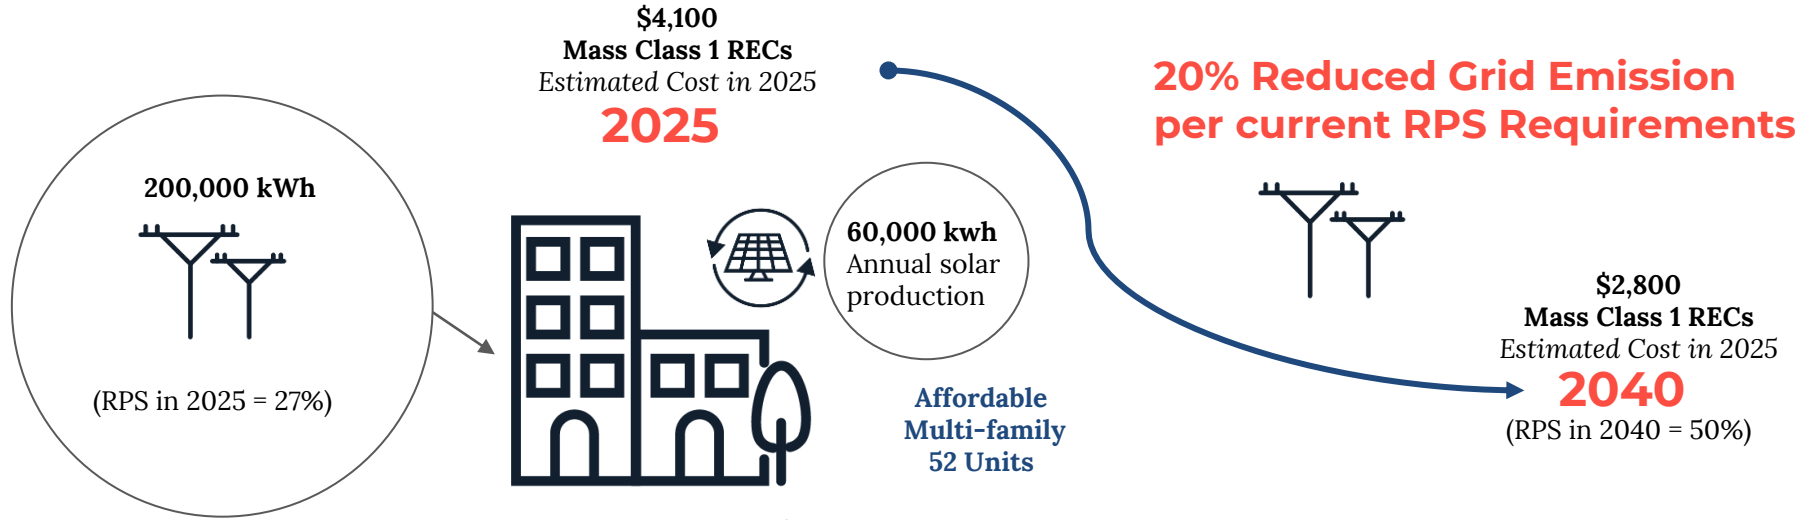 $4,100
Mass Class 1 RECs
Estimated Cost in 2025
2025
20% Reduced Grid Emission
per current RPS Requirements
200,000 kWh
(RPS in 2025 = 27%)
60,000 kwh
Annual solar
production
Affordable
Multi-family
52 Units
$2,800
Mass Class 1 RECs
Estimated Cost in 2025
2040
(RPS in 2040 = 50%)